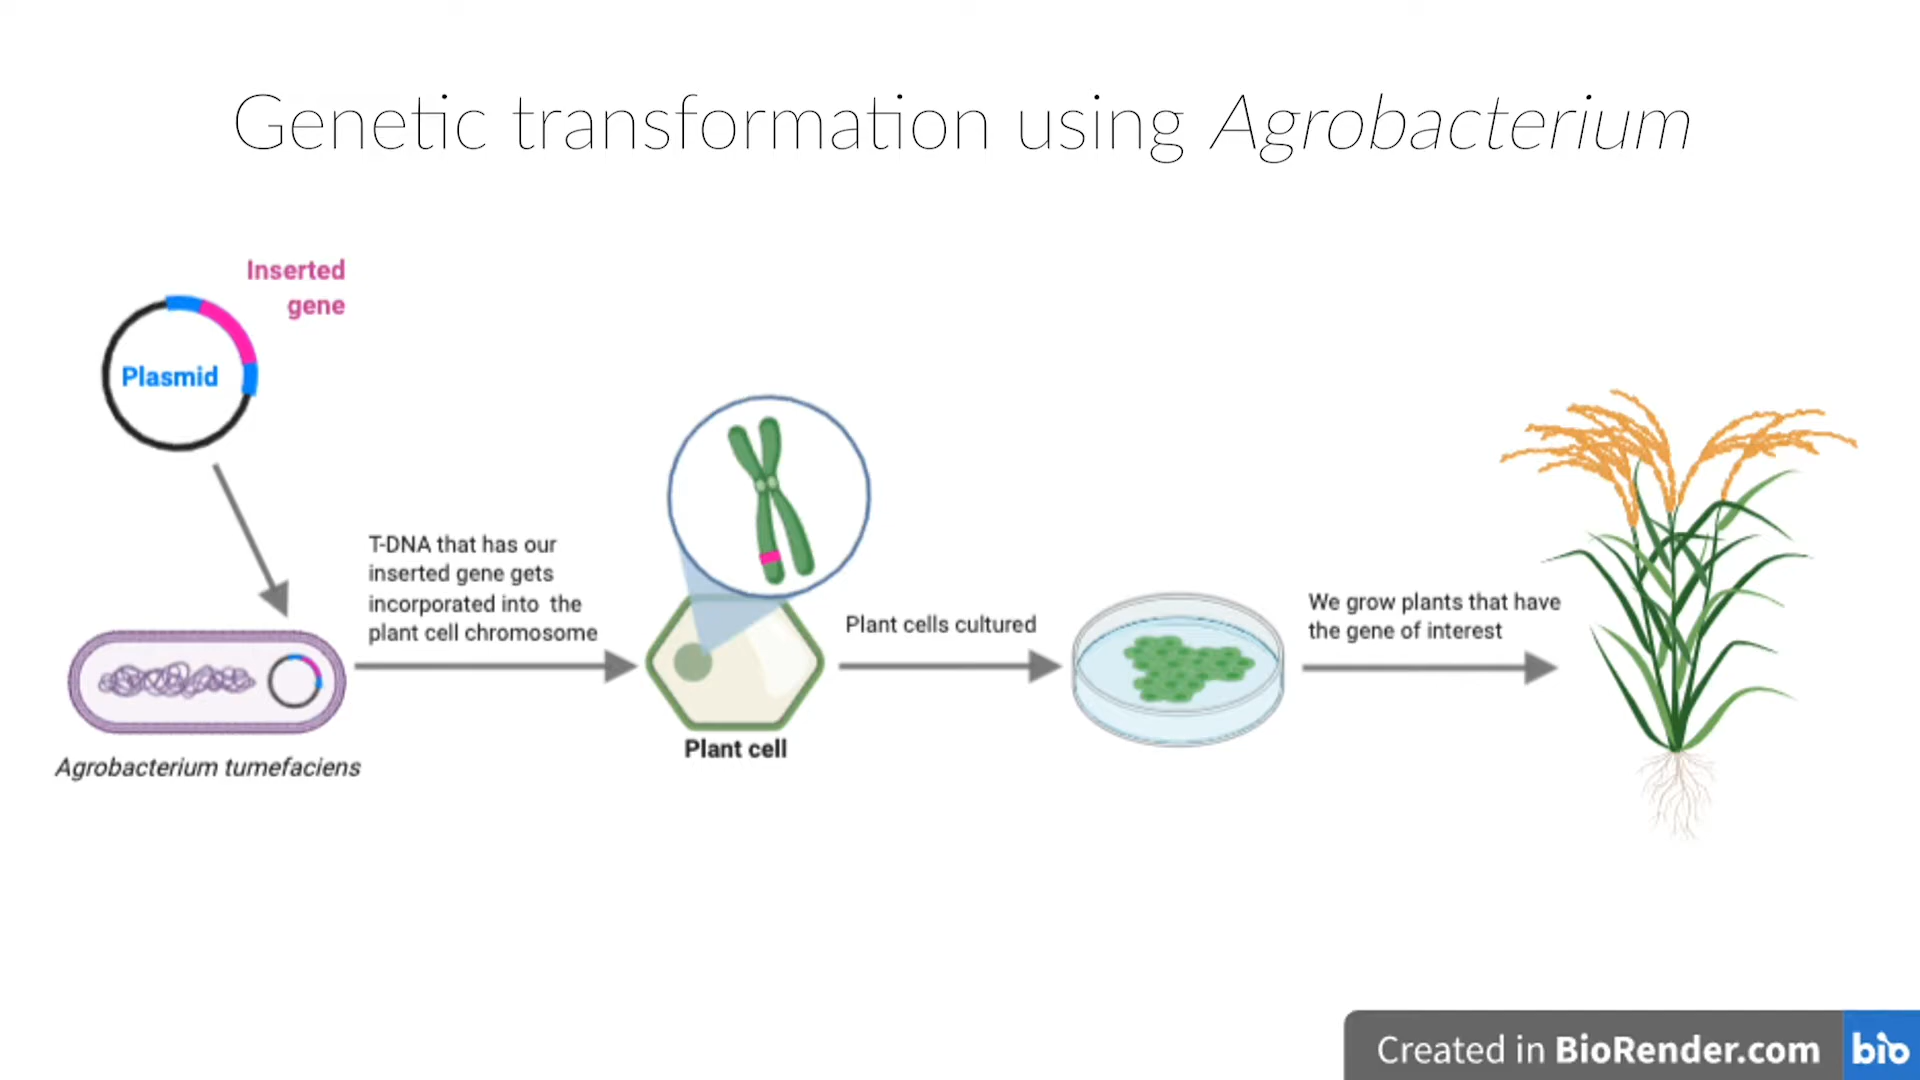 Genetic transformation using Agrobacterium
Inserted
gene
Plasmid
T-DNA that has our
inserted gene gets
incorporated into the
plant cell chromosome
Agrobacterium tumefaciens
Plant cell
Plant cells cultured
We grow plants that have
the gene of interest
Created in BioRender.com bio